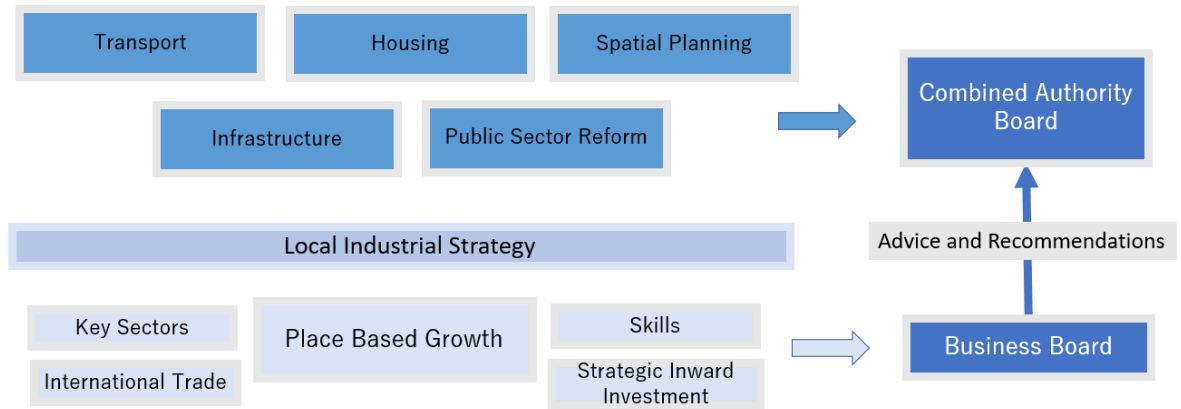 Transport
Housing
Spatial Planning
Infrastructure
Public Sector Reform
Combined Authority
Board
Local Industrial Strategy
Advice and Recommendations
Key Sectors
International Trade
Place Based Growth
Skills
Strategic Inward
Investment
Business Board